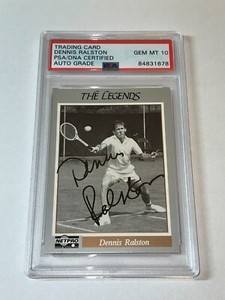 TRADING CARD
DENNIS RALSTON
PSA/DNA CERTIFIED
AUTO GRADE
GEM MT 10
PSA
84831678
THE LEGENDS
Dennis
Ralston
NETPRO
Dennis Ralston